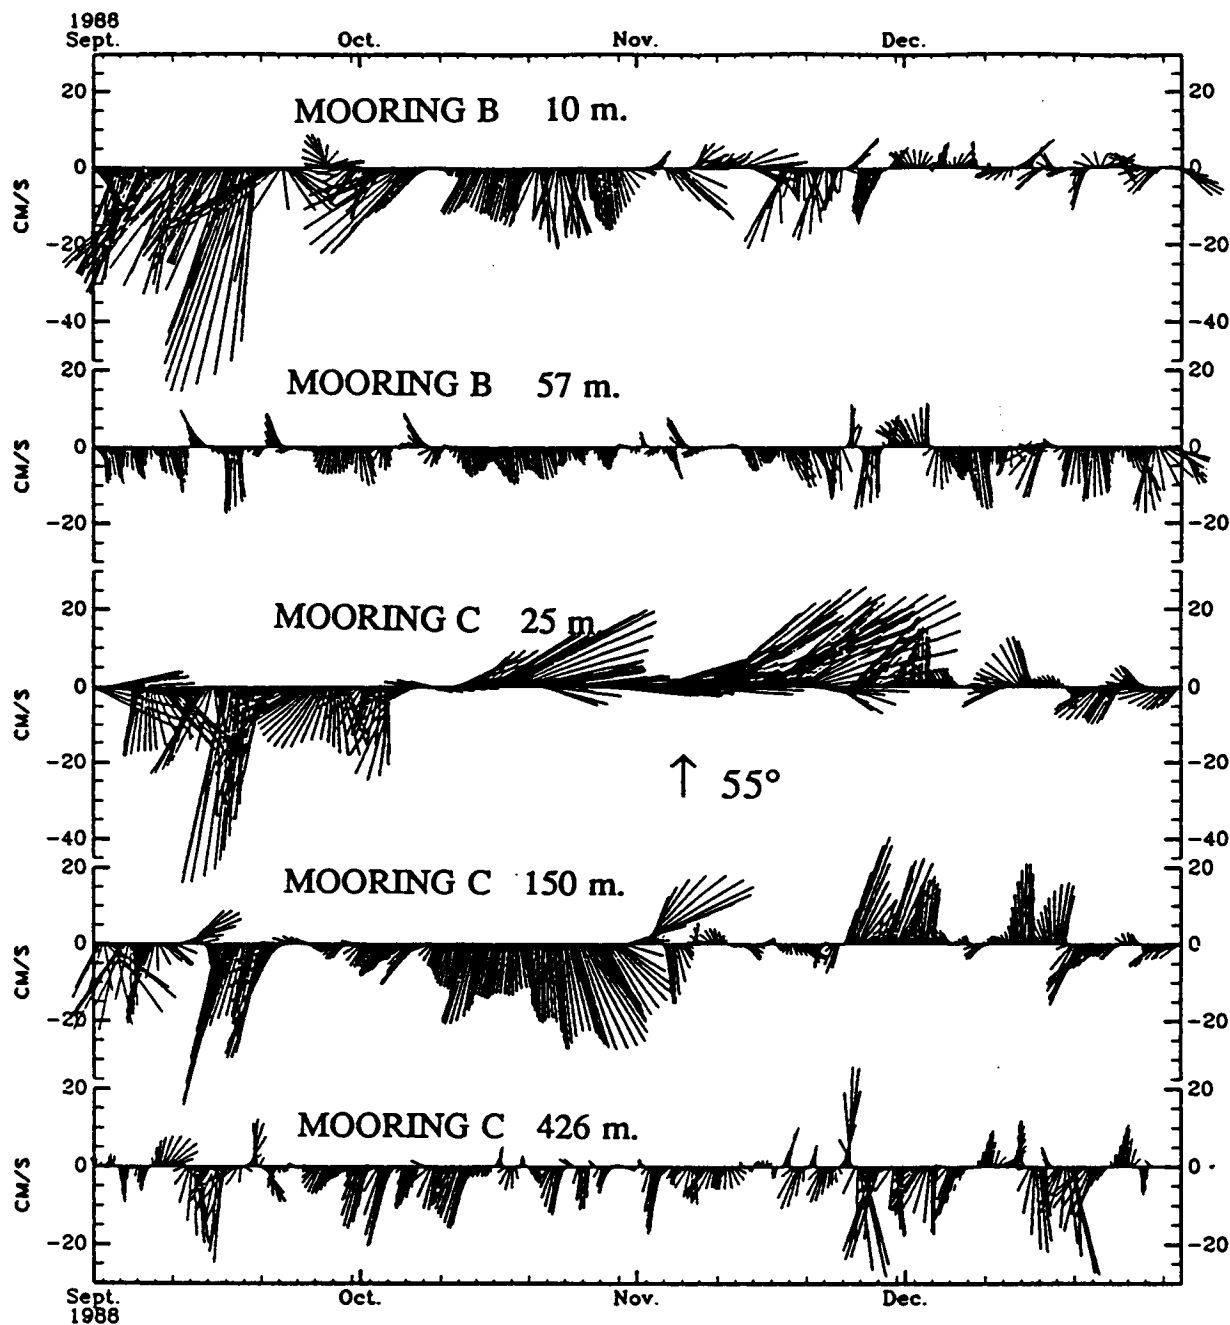 1988
Sept. Oct. Nov. Dec.
MOORING B 10 m.
20 20
0 0
-20 -20
-40 -40
CM/S
MOORING B 57 m.
20 20
0 0
-20 -20
CM/S
MOORING C 25 m
20 20
0 0
-20 -20
-40 -40
CM/S
↑ 55°
MOORING C 150 m.
20 20
0 0
-20 -20
CM/S
MOORING C 426 m.
20 20
0 0
-20 -20
CM/S
Sept. Oct. Nov. Dec.
1988